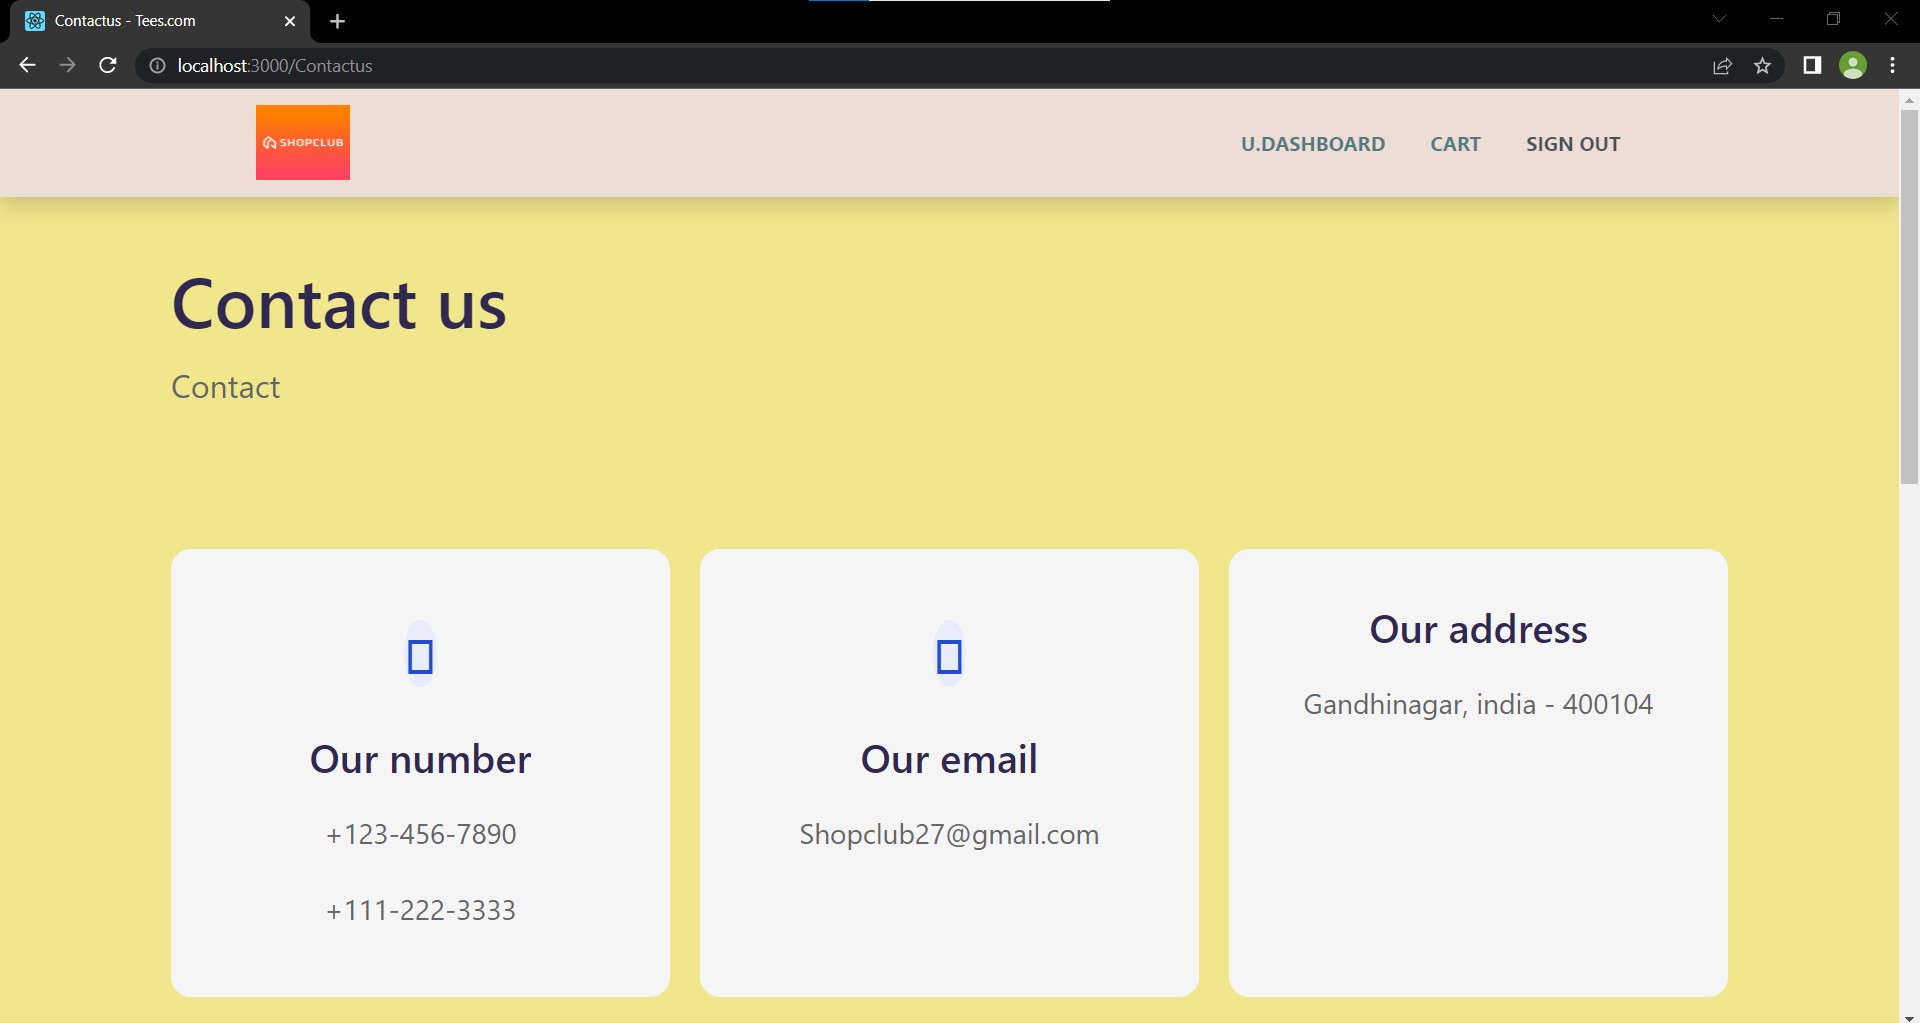 Contactus - Tees.com
localhost:3000/Contactus
SHOPCLUB
U.DASHBOARD CART SIGN OUT
Contact us
Contact
Our number
+123-456-7890
+111-222-3333
Our email
Shopclub27@gmail.com
Our address
Gandhinagar, india - 400104